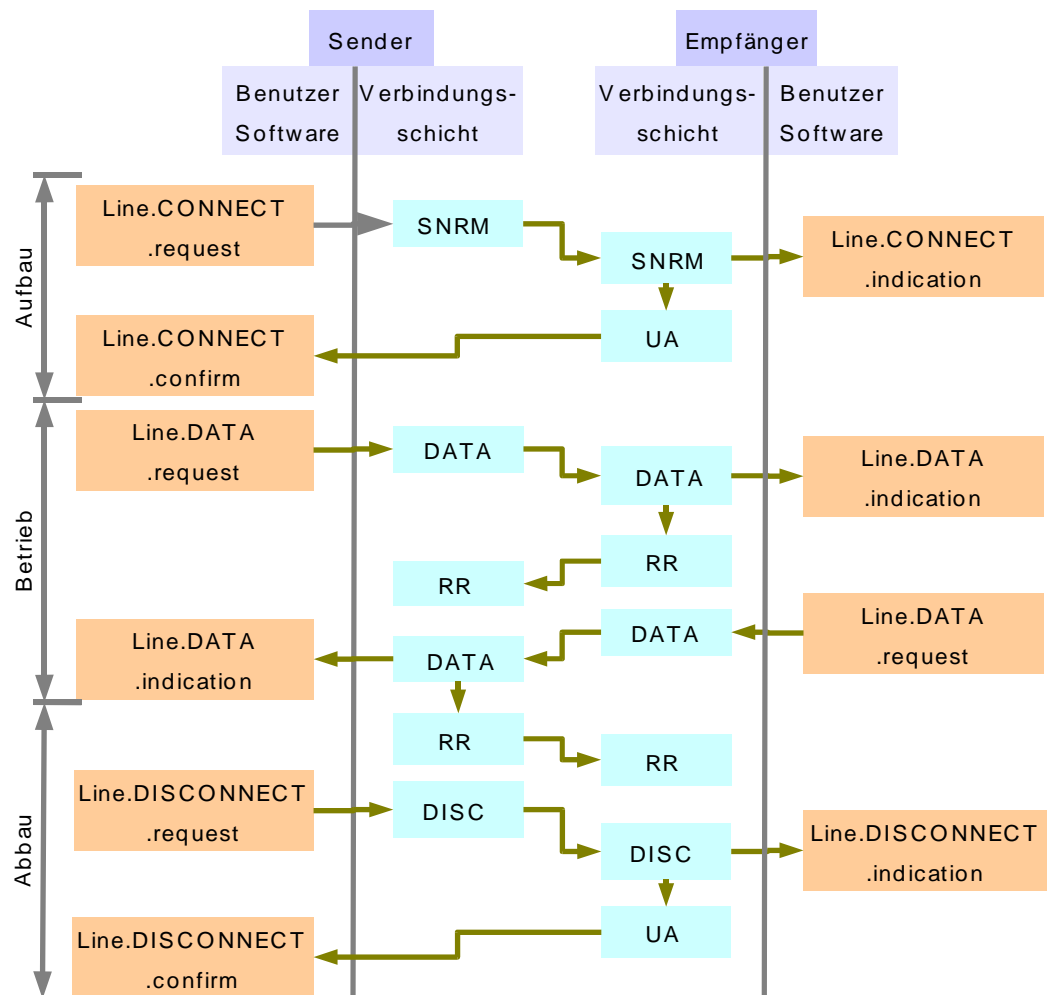 Sender
Empfänger
Benutzer
Software
Verbindungs-
schicht
Verbindungs-
schicht
Benutzer
Software
Aufbau
Line.CONNECT
.request
SNRM
SNRM
Line.CONNECT
.indication
UA
Line.CONNECT
.confirm
Betrieb
Line.DATA
.request
DATA
DATA
Line.DATA
.indication
RR
RR
Line.DATA
.request
DATA
DATA
Line.DATA
.indication
Abbau
RR
RR
Line.DISCONNECT
.request
DISC
DISC
Line.DISCONNECT
.indication
UA
Line.DISCONNECT
.confirm